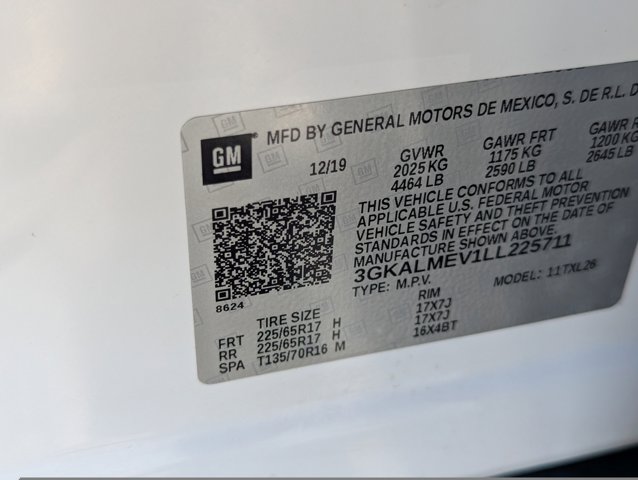 GM
MFD BY GENERAL MOTORS DE MEXICO, S. DE R.L. D
12/19
GVWR GAWR FRT GAWR R
2025 KG 1175 KG 1200 KG
4464 LB 2590 LB 2645 LB
THIS VEHICLE CONFORMS TO ALL
APPLICABLE U.S. FEDERAL MOTOR
VEHICLE SAFETY AND THEFT PREVENTION
STANDARDS IN EFFECT ON THE DATE OF
MANUFACTURE SHOWN ABOVE.
3GKALMEV1LL225711
TYPE: M.P.V. MODEL: 11TXL26
8624
TIRE SIZE RIM
FRT 225/65R17 H 17X7J
RR 225/65R17 H 17X7J
SPA T135/70R16 M 16X4BT